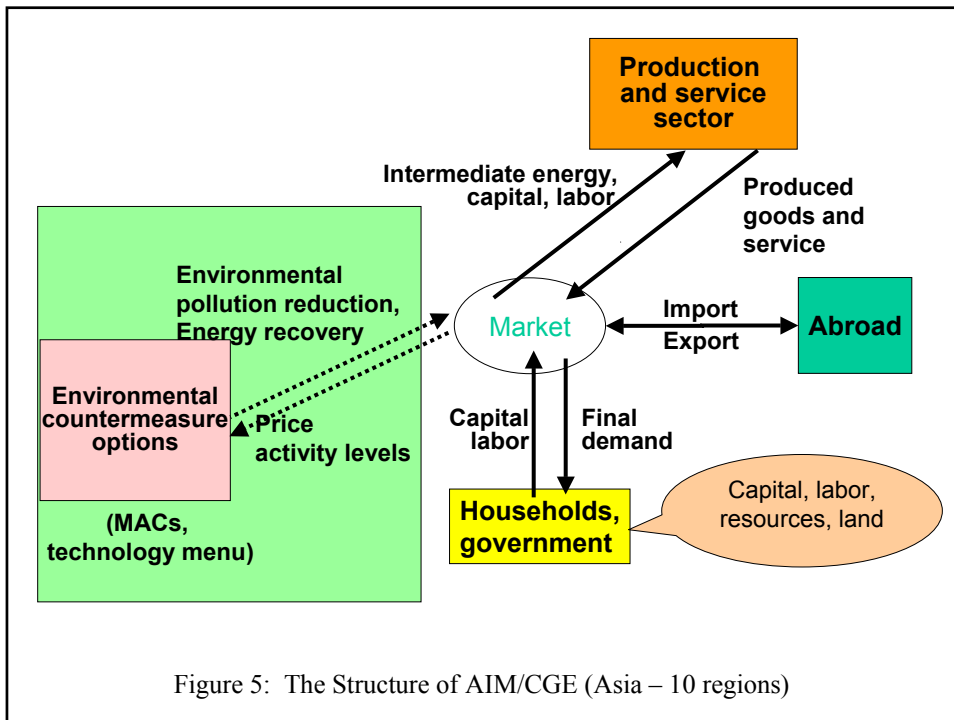 Production
and service
sector
Intermediate energy,
capital, labor
Produced
goods and
service
Environmental
pollution reduction,
Energy recovery
Market
Import
Export
Abroad
Environmental
countermeasure
options
Price
activity levels
Capital
labor
Final
demand
(MACs,
technology menu)
Households,
government
Capital, labor,
resources, land
Figure 5: The Structure of AIM/CGE (Asia – 10 regions)